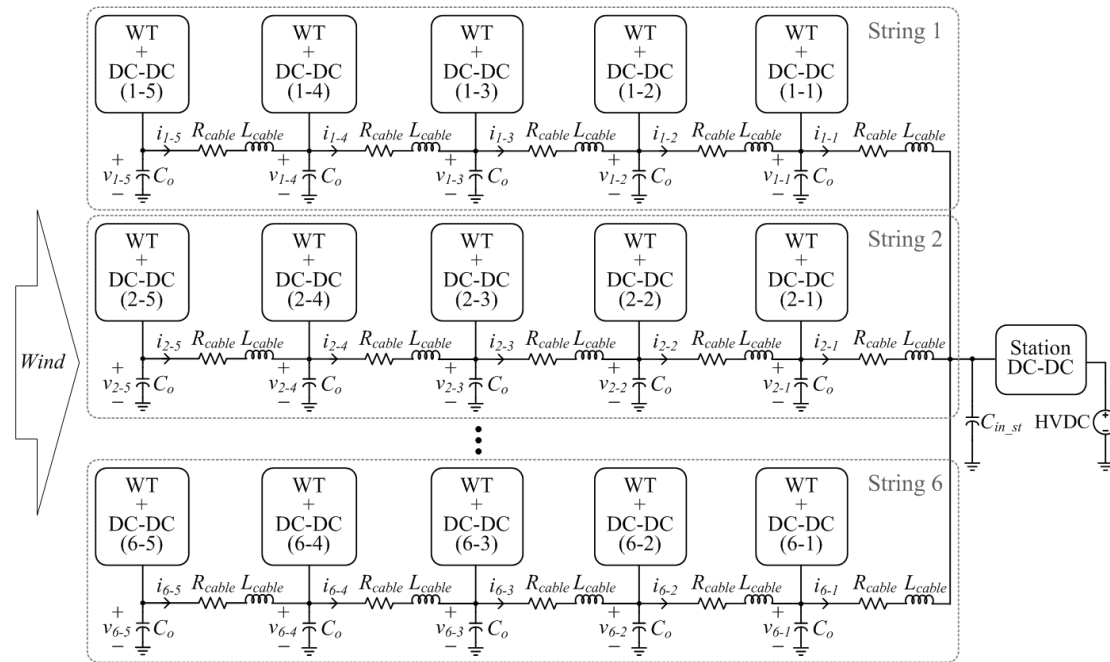 String 1
WT + DC-DC (1-5)
WT + DC-DC (1-4)
WT + DC-DC (1-3)
WT + DC-DC (1-2)
WT + DC-DC (1-1)
i1-5 Rcable Lcable i1-4 Rcable Lcable i1-3 Rcable Lcable i1-2 Rcable Lcable i1-1 Rcable Lcable
+ v1-5 − Co + v1-4 − Co + v1-3 − Co + v1-2 − Co + v1-1 − Co
String 2
WT + DC-DC (2-5)
WT + DC-DC (2-4)
WT + DC-DC (2-3)
WT + DC-DC (2-2)
WT + DC-DC (2-1)
i2-5 Rcable Lcable i2-4 Rcable Lcable i2-3 Rcable Lcable i2-2 Rcable Lcable i2-1 Rcable Lcable
+ v2-5 − Co + v2-4 − Co + v2-3 − Co + v2-2 − Co + v2-1 − Co
Wind
Station
DC-DC
Cin_st HVDC + −
String 6
WT + DC-DC (6-5)
WT + DC-DC (6-4)
WT + DC-DC (6-3)
WT + DC-DC (6-2)
WT + DC-DC (6-1)
i6-5 Rcable Lcable i6-4 Rcable Lcable i6-3 Rcable Lcable i6-2 Rcable Lcable i6-1 Rcable Lcable
+ v6-5 − Co + v6-4 − Co + v6-3 − Co + v6-2 − Co + v6-1 − Co